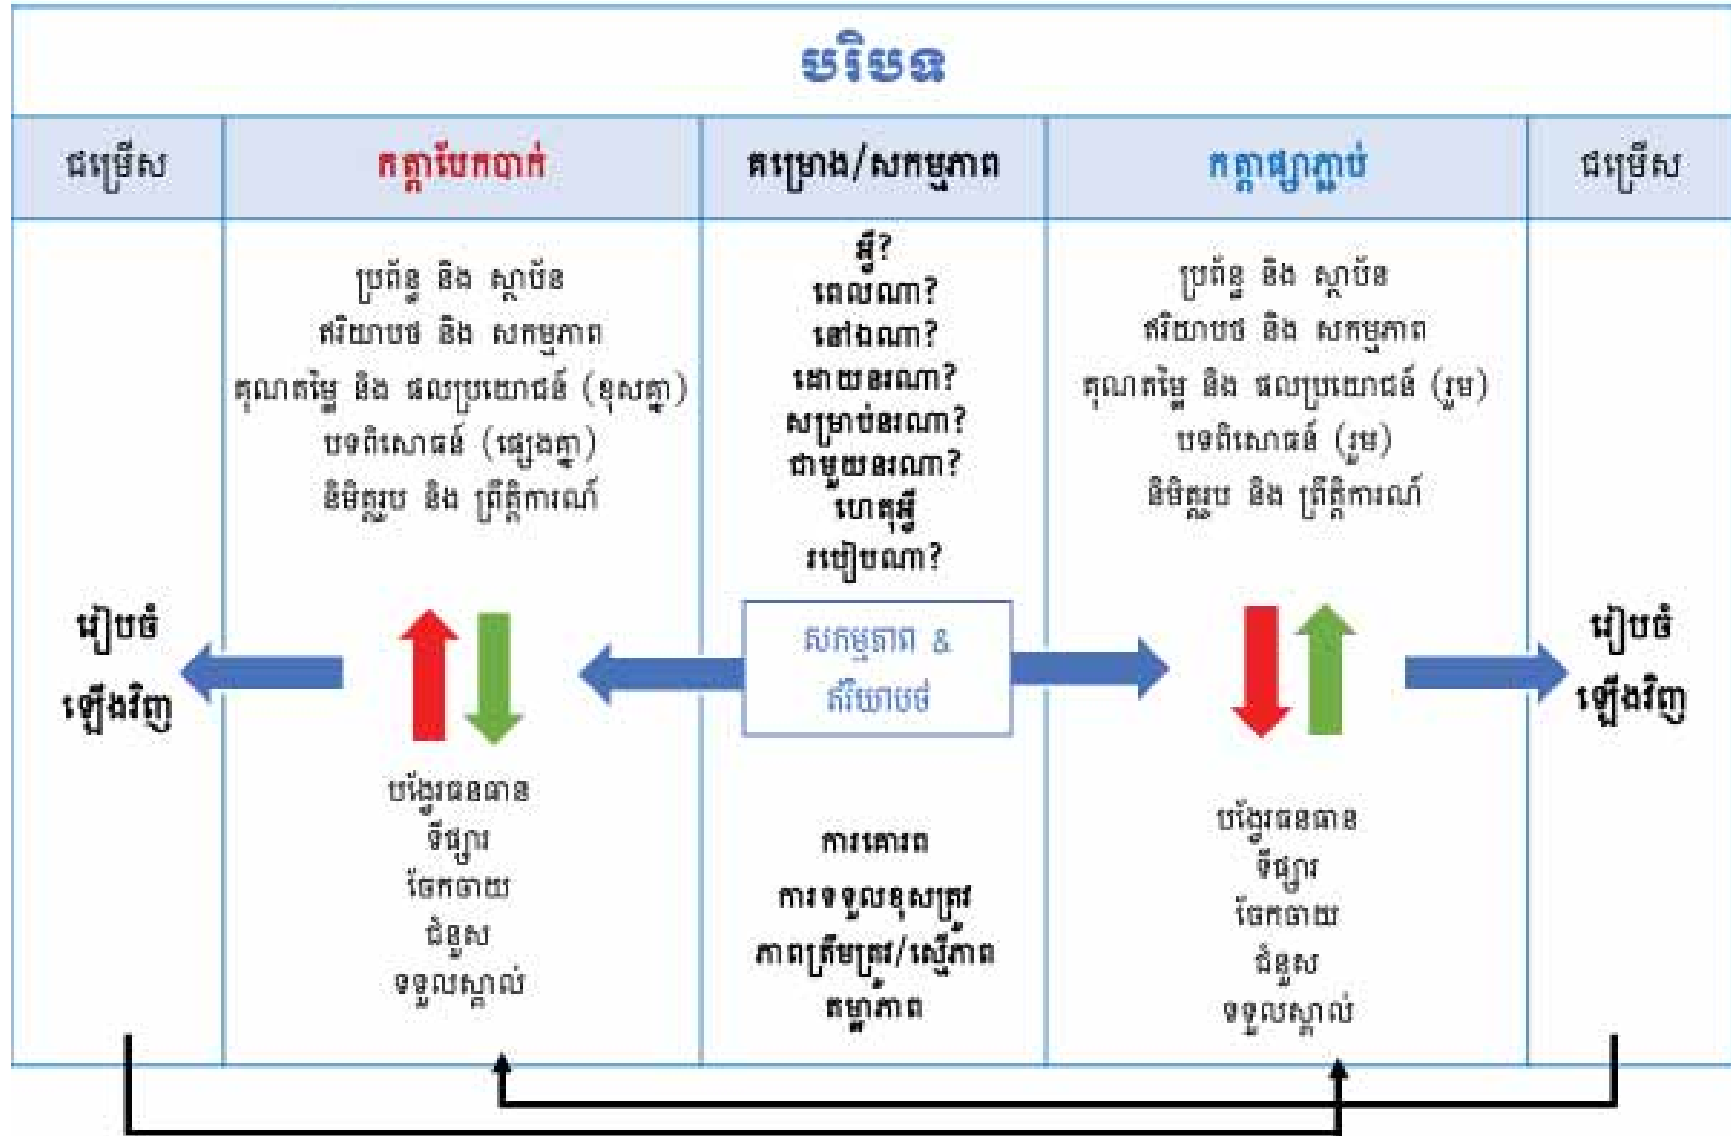 បរិបទ
ជម្រើស
កត្តាបែកបាក់
គម្រោង/សកម្មភាព
កត្តាផ្សាភ្ជាប់
ជម្រើស
ប្រព័ន្ធ និង ស្ថាប័ន
ឥរិយាបថ និង សកម្មភាព
គុណតម្លៃ និង ផលប្រយោជន៍ (ខុសគ្នា)
បទពិសោធន៍ (ផ្សេងគ្នា)
និមិត្តរូប និង ព្រឹត្តិការណ៍
អ្វី?
ពេលណា?
នៅឯណា?
ដោយនរណា?
សម្រាប់នរណា?
ជាមួយនរណា?
ហេតុអ្វី
របៀបណា?
ប្រព័ន្ធ និង ស្ថាប័ន
ឥរិយាបថ និង សកម្មភាព
គុណតម្លៃ និង ផលប្រយោជន៍ (រួម)
បទពិសោធន៍ (រួម)
និមិត្តរូប និង ព្រឹត្តិការណ៍
រៀបចំ
ឡើងវិញ
សកម្មភាព &
ឥរិយាបថ
រៀបចំ
ឡើងវិញ
បង្វែរធនធាន
ទីផ្សារ
ចែកចាយ
ជំនួស
ទទួលស្គាល់
ការគោរព
ការទទួលខុសត្រូវ
ភាពត្រឹមត្រូវ/ស្មើភាព
តម្លាភាព
បង្វែរធនធាន
ទីផ្សារ
ចែកចាយ
ជំនួស
ទទួលស្គាល់